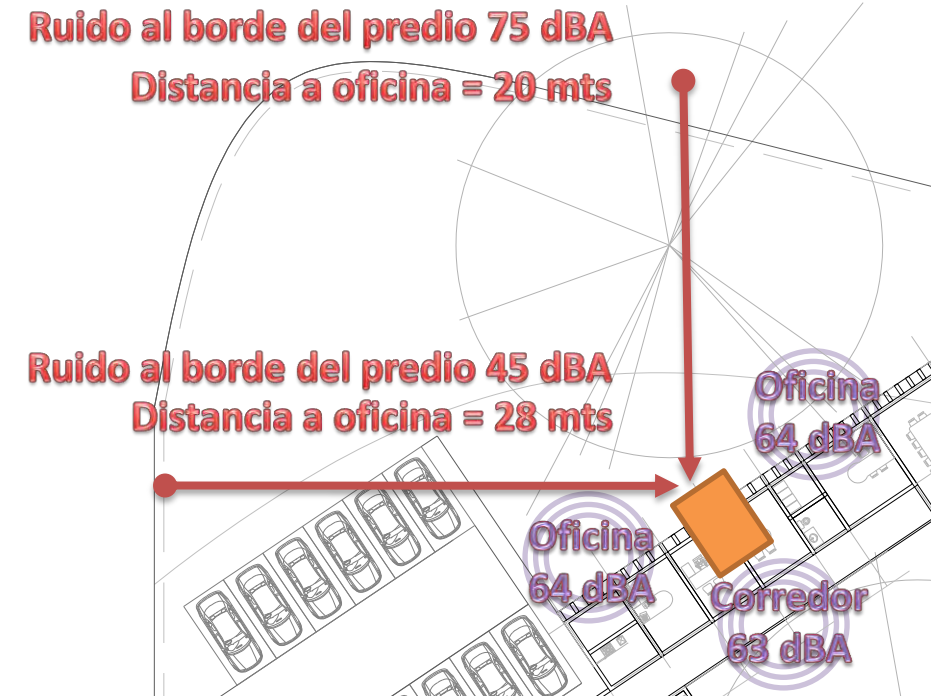 Ruido al borde del predio 75 dBA
Distancia a oficina = 20 mts
Ruido al borde del predio 45 dBA
Distancia a oficina = 28 mts
Oficina
64 dBA
Oficina
64 dBA
Corredor
63 dBA